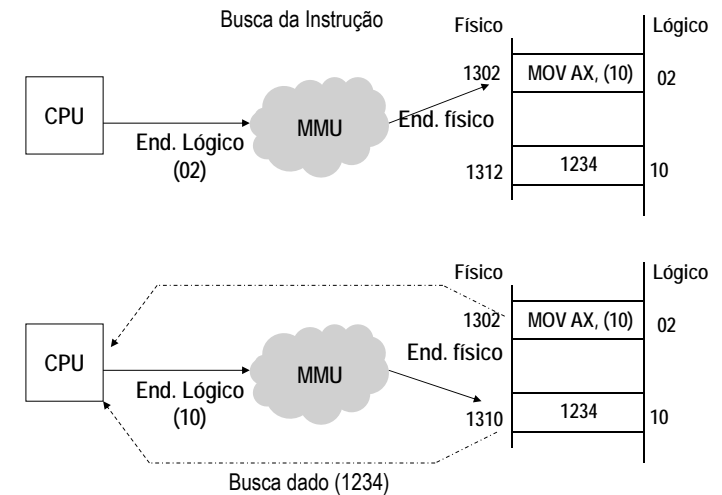 Busca da Instrução
Físico
Lógico
1302
MOV AX, (10)
02
CPU
MMU
End. físico
End. Lógico
(02)
1312
1234
10
Físico
Lógico
1302
MOV AX, (10)
02
CPU
MMU
End. físico
End. Lógico
(10)
1310
1234
10
Busca dado (1234)